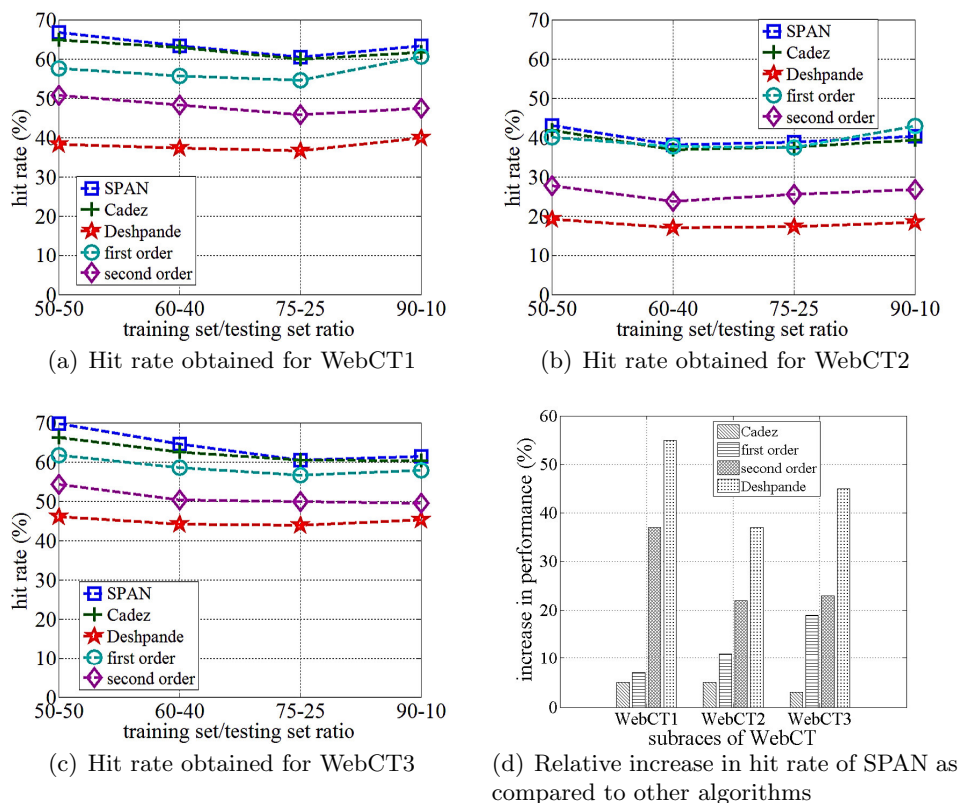 70
60
50
40
30
20
10
0
hit rate (%)
SPAN
Cadez
Deshpande
first order
second order
50-50 60-40 75-25 90-10
training set/testing set ratio
(a) Hit rate obtained for WebCT1
70
60
50
40
30
20
10
0
hit rate (%)
SPAN
Cadez
Deshpande
first order
second order
50-50 60-40 75-25 90-10
training set/testing set ratio
(b) Hit rate obtained for WebCT2
70
60
50
40
30
20
10
0
hit rate (%)
SPAN
Cadez
Deshpande
first order
second order
50-50 60-40 75-25 90-10
training set/testing set ratio
(c) Hit rate obtained for WebCT3
60
50
40
30
20
10
0
increase in performance (%)
Cadez
first order
second order
Deshpande
WebCT1 WebCT2 WebCT3
subraces of WebCT
(d) Relative increase in hit rate of SPAN as
compared to other algorithms